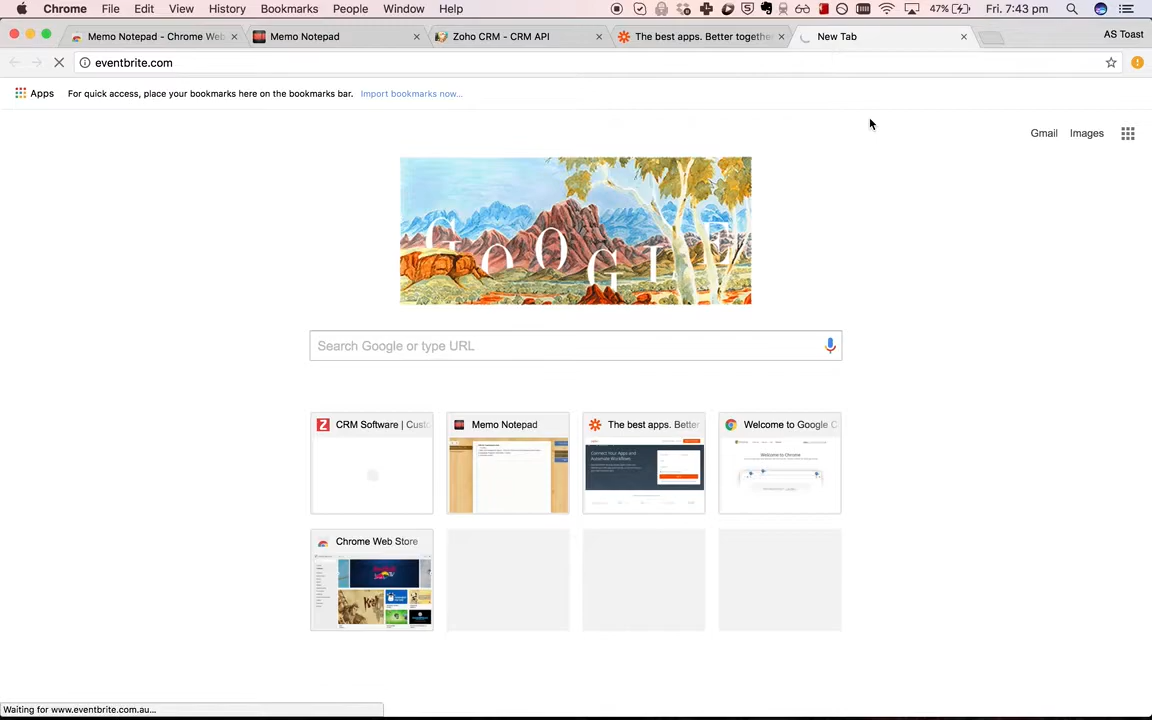 Chrome File Edit View History Bookmarks People Window Help 47% Fri. 7:43 pm
Memo Notepad - Chrome Web
Memo Notepad
Zoho CRM - CRM API
The best apps. Better togethe
New Tab
AS Toast
eventbrite.com
Apps For quick access, place your bookmarks here on the bookmarks bar. Import bookmarks now...
Gmail Images
GOOGLE
Search Google or type URL
CRM Software | Custo
Memo Notepad
The best apps. Better
Welcome to Google C
Chrome Web Store
Waiting for www.eventbrite.com.au...